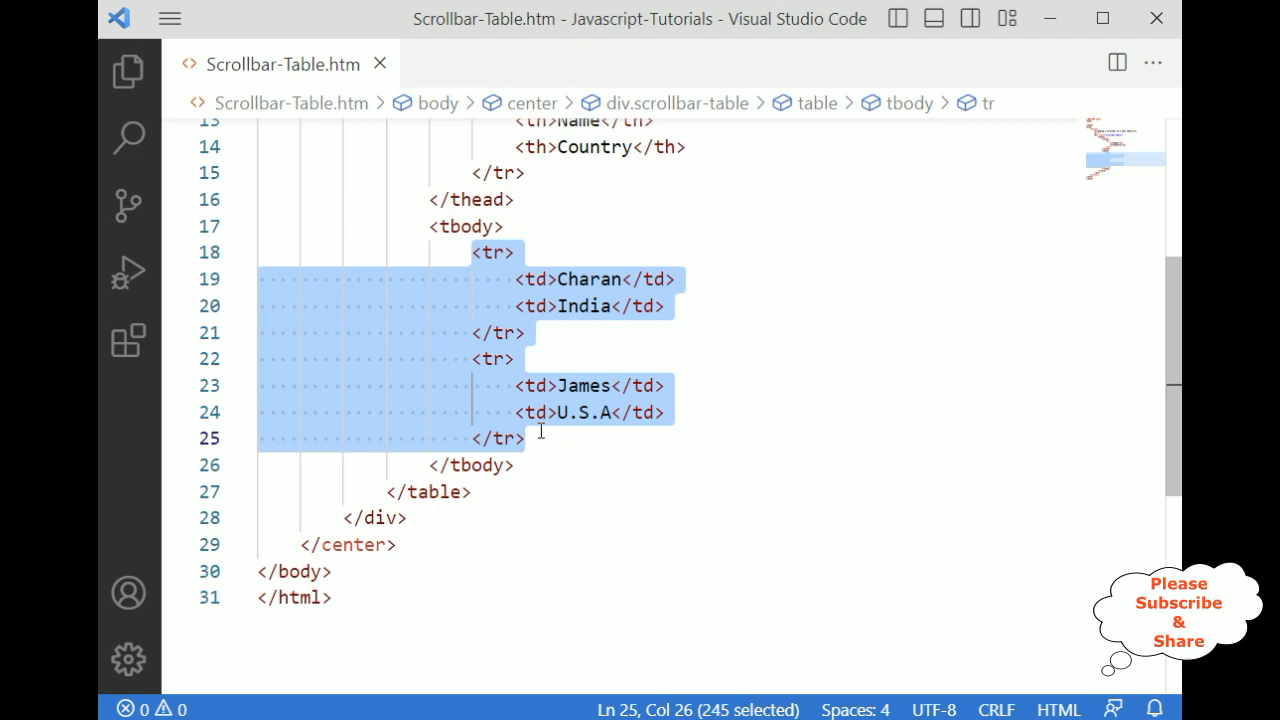 Scrollbar-Table.htm - Javascript-Tutorials - Visual Studio Code
Scrollbar-Table.htm
Scrollbar-Table.htm > body > center > div.scrollbar-table > table > tbody > tr
13 <th>Name</th>
14 <th>Country</th>
15 </tr>
16 </thead>
17 <tbody>
18 <tr>
19 <td>Charan</td>
20 <td>India</td>
21 </tr>
22 <tr>
23 <td>James</td>
24 <td>U.S.A</td>
25 </tr>
26 </tbody>
27 </table>
28 </div>
29 </center>
30 </body>
31 </html>
Please
Subscribe
&
Share
0 0 Ln 25, Col 26 (245 selected) Spaces: 4 UTF-8 CRLF HTML